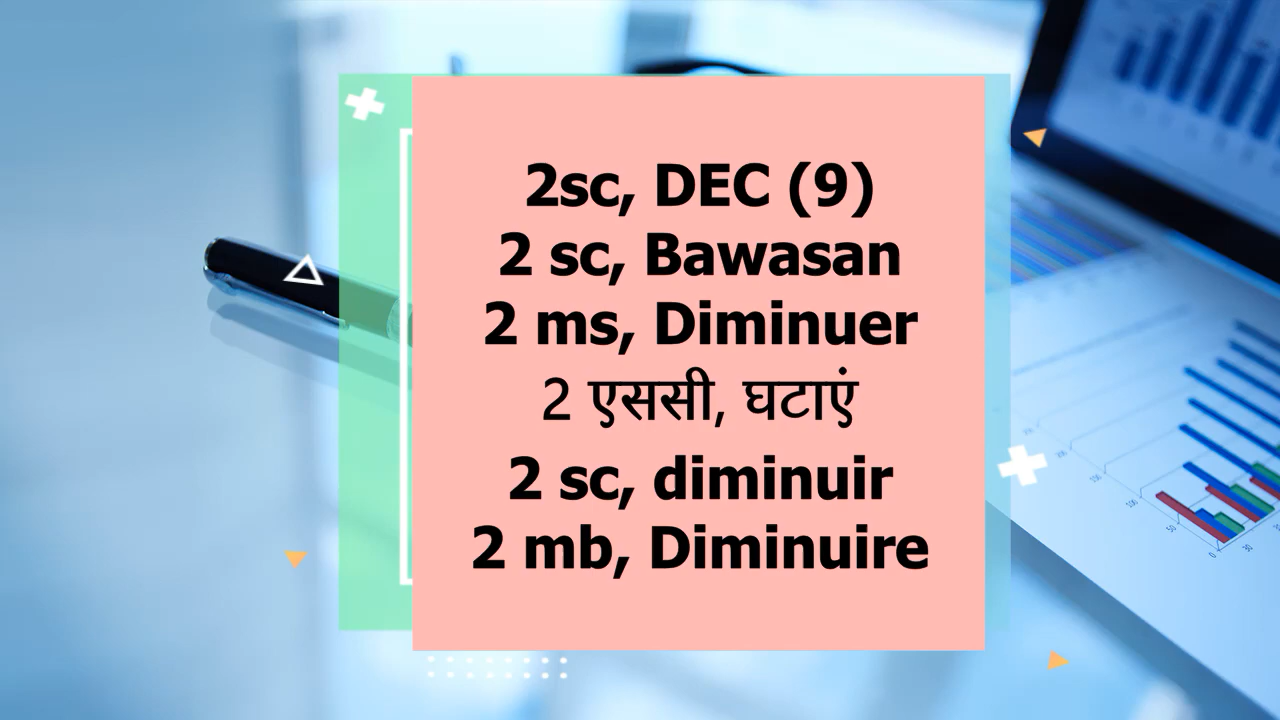 2sc, DEC (9)
2 sc, Bawasan
2 ms, Diminuer
2 एससी, घटाएं
2 sc, diminuir
2 mb, Diminuire